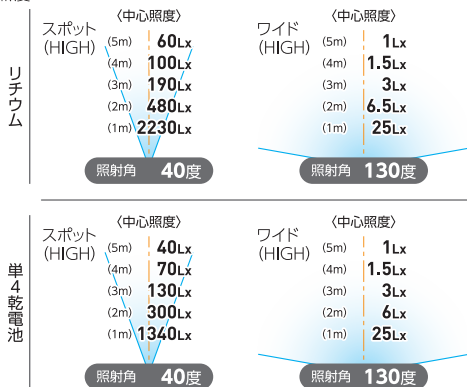 リチウム
スポット
(HIGH)
〈中心照度〉
(5m) 60Lx
(4m) 100Lx
(3m) 190Lx
(2m) 480Lx
(1m) 2230Lx
照射角 40度
ワイド
(HIGH)
〈中心照度〉
(5m) 1Lx
(4m) 1.5Lx
(3m) 3Lx
(2m) 6.5Lx
(1m) 25Lx
照射角 130度
単4乾電池
スポット
(HIGH)
〈中心照度〉
(5m) 40Lx
(4m) 70Lx
(3m) 130Lx
(2m) 300Lx
(1m) 1340Lx
照射角 40度
ワイド
(HIGH)
〈中心照度〉
(5m) 1Lx
(4m) 1.5Lx
(3m) 3Lx
(2m) 6Lx
(1m) 25Lx
照射角 130度